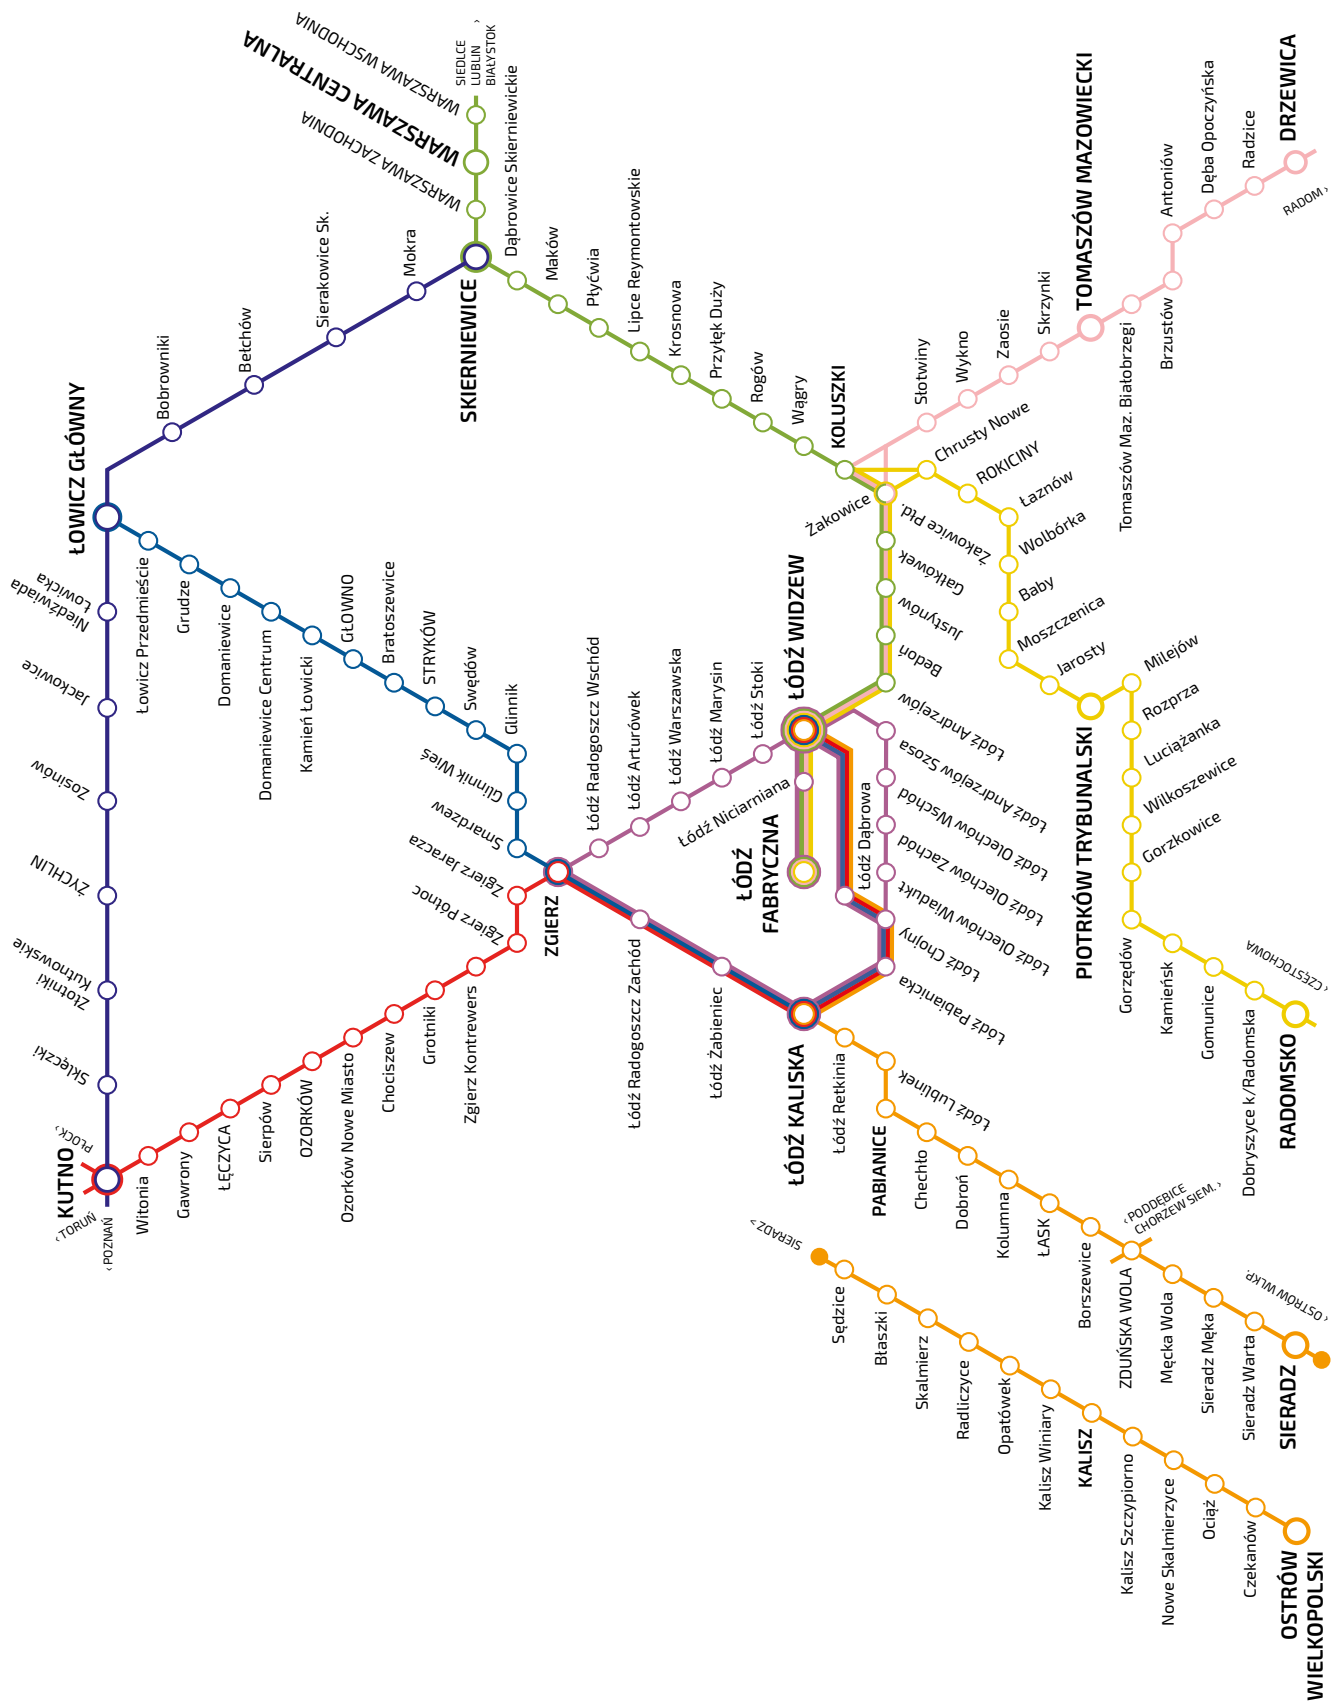 ‹ TORUŃ
‹ POZNAŃ
PŁOCK ›
KUTNO
Sklęczki
Złotniki
Kutnowskie
ŻYCHLIN
Zosinów
Jackowice
Niedźwiada
Łowicka
ŁOWICZ GŁÓWNY
Bobrowniki
Bełchów
Sierakowice Sk.
Mokra
SKIERNIEWICE
WARSZAWA ZACHODNIA
WARSZAWA CENTRALNA
WARSZAWA WSCHODNIA
SIEDLCE
LUBLIN ›
BIAŁYSTOK
Dąbrowice Skierniewickie
Maków
Płyćwia
Lipce Reymontowskie
Krosnowa
Przyłęk Duży
Rogów
Wągry
KOLUSZKI
Łowicz Przedmieście
Grudze
Domaniewice
Domaniewice Centrum
Kamień Łowicki
GŁOWNO
Bratoszewice
STRYKÓW
Swędów
Glinnik
Glinnik Wieś
Smardzew
Zgierz Jaracza
Zgierz Północ
ZGIERZ
Witonia
Gawrony
ŁĘCZYCA
Sierpów
OZORKÓW
Ozorków Nowe Miasto
Chociszew
Grotniki
Zgierz Kontrewers
Łódź Radogoszcz Wschód
Łódź Arturówek
Łódź Warszawska
Łódź Marysin
Łódź Stoki
ŁÓDŹ WIDZEW
Łódź Niciarniana
ŁÓDŹ
FABRYCZNA
Łódź Dąbrowa
Łódź Radogoszcz Zachód
Łódź Żabieniec
ŁÓDŹ KALISKA
Żakowice
Żakowice Płd.
Gałkówek
Justynów
Bedoń
Łódź Andrzejów
Łódź Andrzejów Szosa
Łódź Olechów Wschód
Łódź Olechów Zachód
Łódź Olechów Wiadukt
Łódź Chojny
Łódź Pabianicka
Słotwiny
Wykno
Zaosie
Skrzynki
TOMASZÓW MAZOWIECKI
Tomaszów Maz. Białobrzegi
Brzustów
Antoniów
Dęba Opoczyńska
Radzice
DRZEWICA
RADOM ›
Chrusty Nowe
ROKICINY
Łaznów
Wolbórka
Baby
Moszczenica
Jarosty
PIOTRKÓW TRYBUNALSKI
Milejów
Rozprza
Luciążanka
Wilkoszewice
Gorzkowice
Gorzędów
Kamieńsk
Gomunice
Dobryszyce k/Radomska
RADOMSKO
‹ CZĘSTOCHOWA
Łódź Retkinia
Łódź Lublinek
PABIANICE
Chechło
Dobroń
Kolumna
ŁASK
Borszewice
ZDUŃSKA WOLA
‹ PODDĘBICE
CHORZEW SIEM. ›
Męcka Wola
Sieradz Męka
Sieradz Warta
SIERADZ
‹ OSTRÓW WLKP.
SIERADZ >
Sędzice
Błaszki
Skalmierz
Radliczyce
Opatówek
Kalisz Winiary
KALISZ
Kalisz Szczypiorno
Nowe Skalmierzyce
Ociąż
Czekanów
OSTRÓW
WIELKOPOLSKI